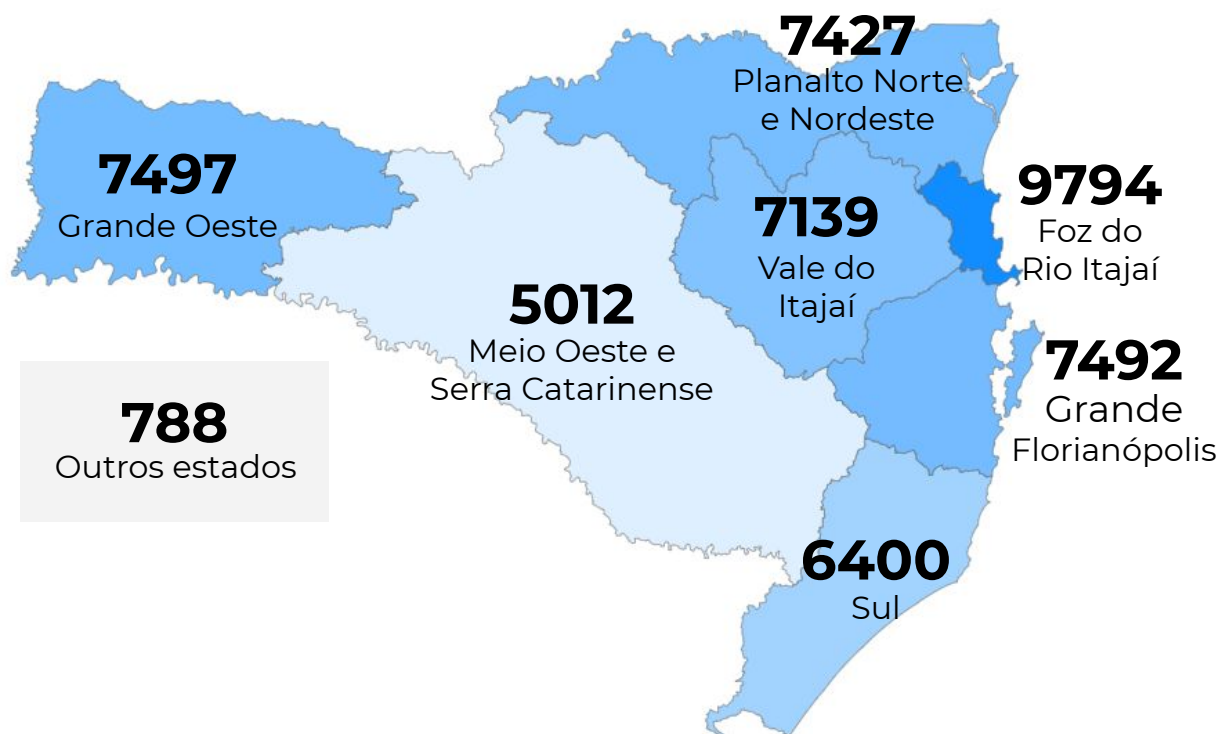 7427
Planalto Norte
e Nordeste
7497
Grande Oeste
9794
Foz do
Rio Itajaí
7139
Vale do
Itajaí
5012
Meio Oeste e
Serra Catarinense
7492
Grande
Florianópolis
788
Outros estados
6400
Sul